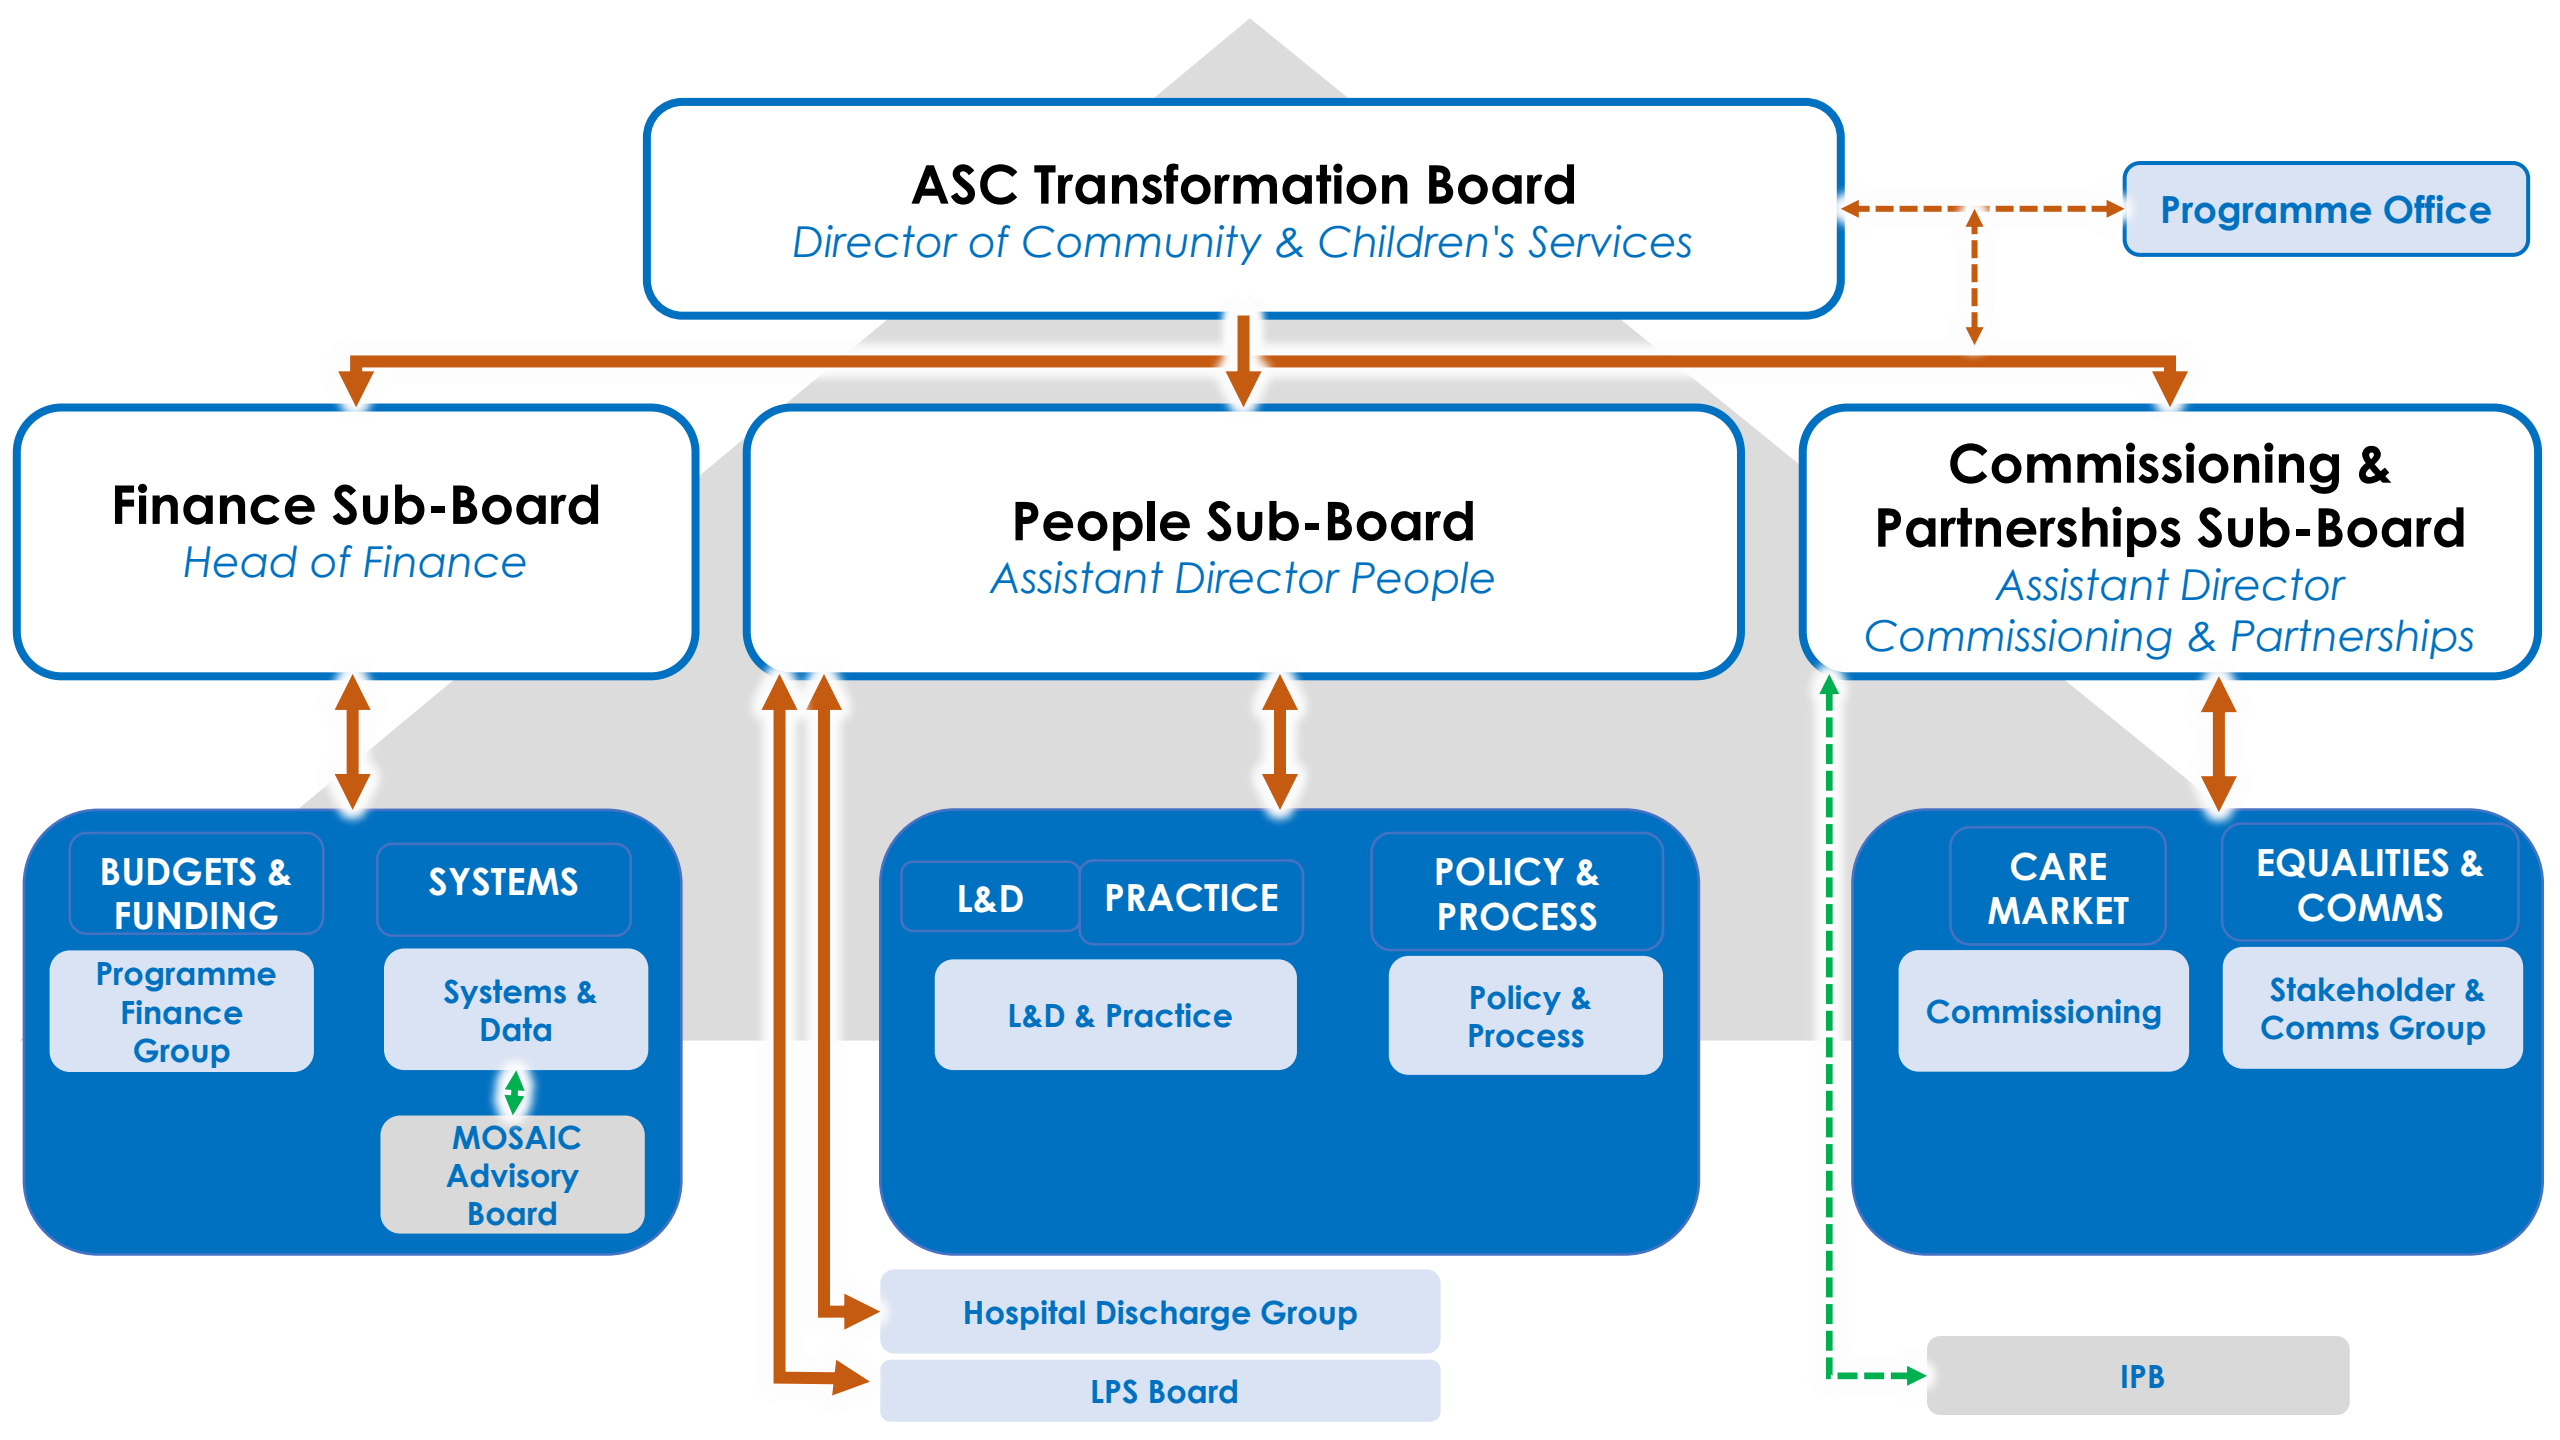 ASC Transformation Board
Director of Community & Children's Services
Programme Office
Finance Sub-Board
Head of Finance
People Sub-Board
Assistant Director People
Commissioning &
Partnerships Sub-Board
Assistant Director
Commissioning & Partnerships
BUDGETS &
FUNDING
SYSTEMS
Programme
Finance
Group
Systems &
Data
MOSAIC
Advisory
Board
L&D
PRACTICE
POLICY &
PROCESS
L&D & Practice
Policy &
Process
CARE
MARKET
EQUALITIES &
COMMS
Commissioning
Stakeholder &
Comms Group
Hospital Discharge Group
LPS Board
IPB